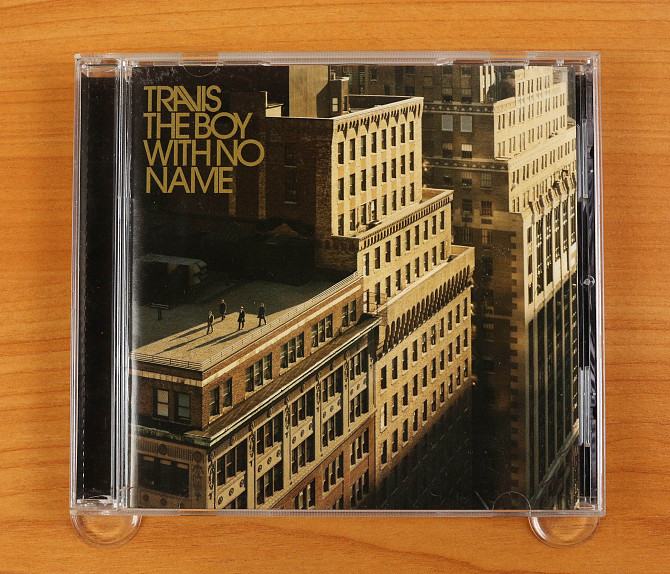 TRAVIS
THE BOY
WITH NO
NAME